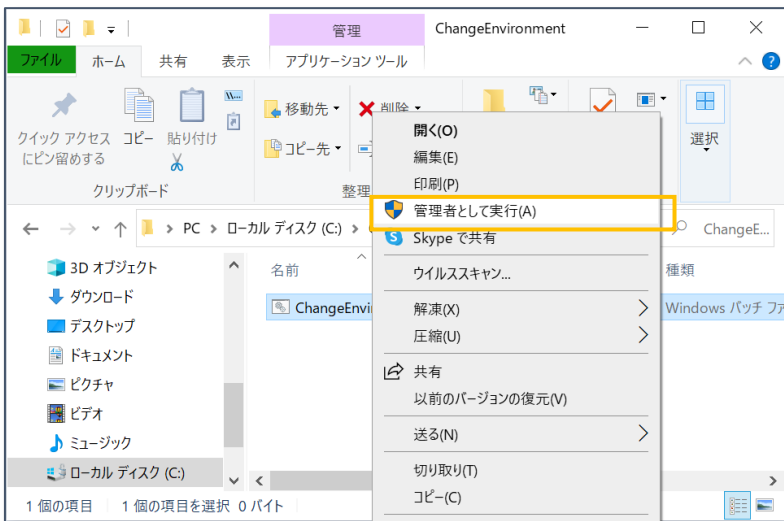 管理
ChangeEnvironment
ファイル
ホーム
共有
表示
アプリケーション ツール
クイック アクセス
にピン留めする
コピー
貼り付け
クリップボード
移動先
コピー先
削除
整理
選択
開く(O)
編集(E)
印刷(P)
管理者として実行(A)
Skype で共有
ウイルススキャン...
解凍(X)
圧縮(U)
共有
以前のバージョンの復元(V)
送る(N)
切り取り(T)
コピー(C)
PC
ローカル ディスク (C:)
ChangeE...
3D オブジェクト
ダウンロード
デスクトップ
ドキュメント
ピクチャ
ビデオ
ミュージック
ローカル ディスク (C:)
名前
種類
ChangeEnvi
Windows バッチ ファ
1 個の項目
1 個の項目を選択 0 バイト